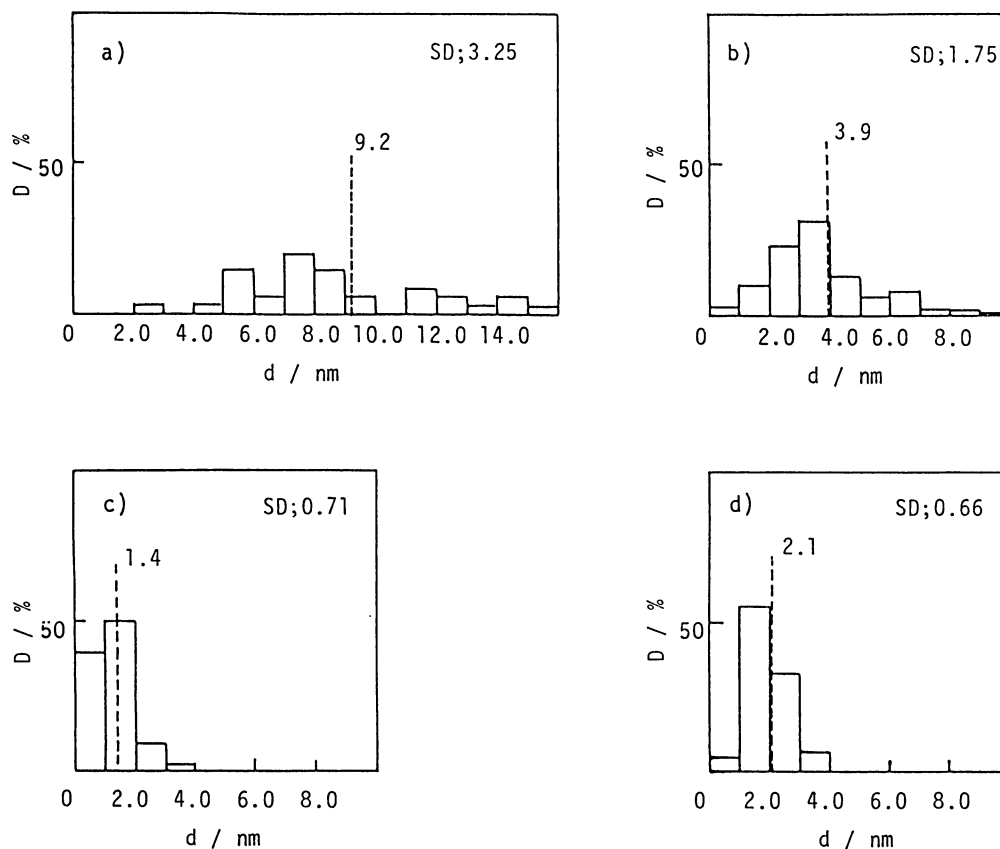 a) SD;3.25
9.2
D / %
50
0 2.0 4.0 6.0 8.0 10.0 12.0 14.0
d / nm
b) SD;1.75
3.9
D / %
50
0 2.0 4.0 6.0 8.0
d / nm
c) SD;0.71
1.4
D / %
50
0 2.0 4.0 6.0 8.0
d / nm
d) SD;0.66
2.1
D / %
50
0 2.0 4.0 6.0 8.0
d / nm